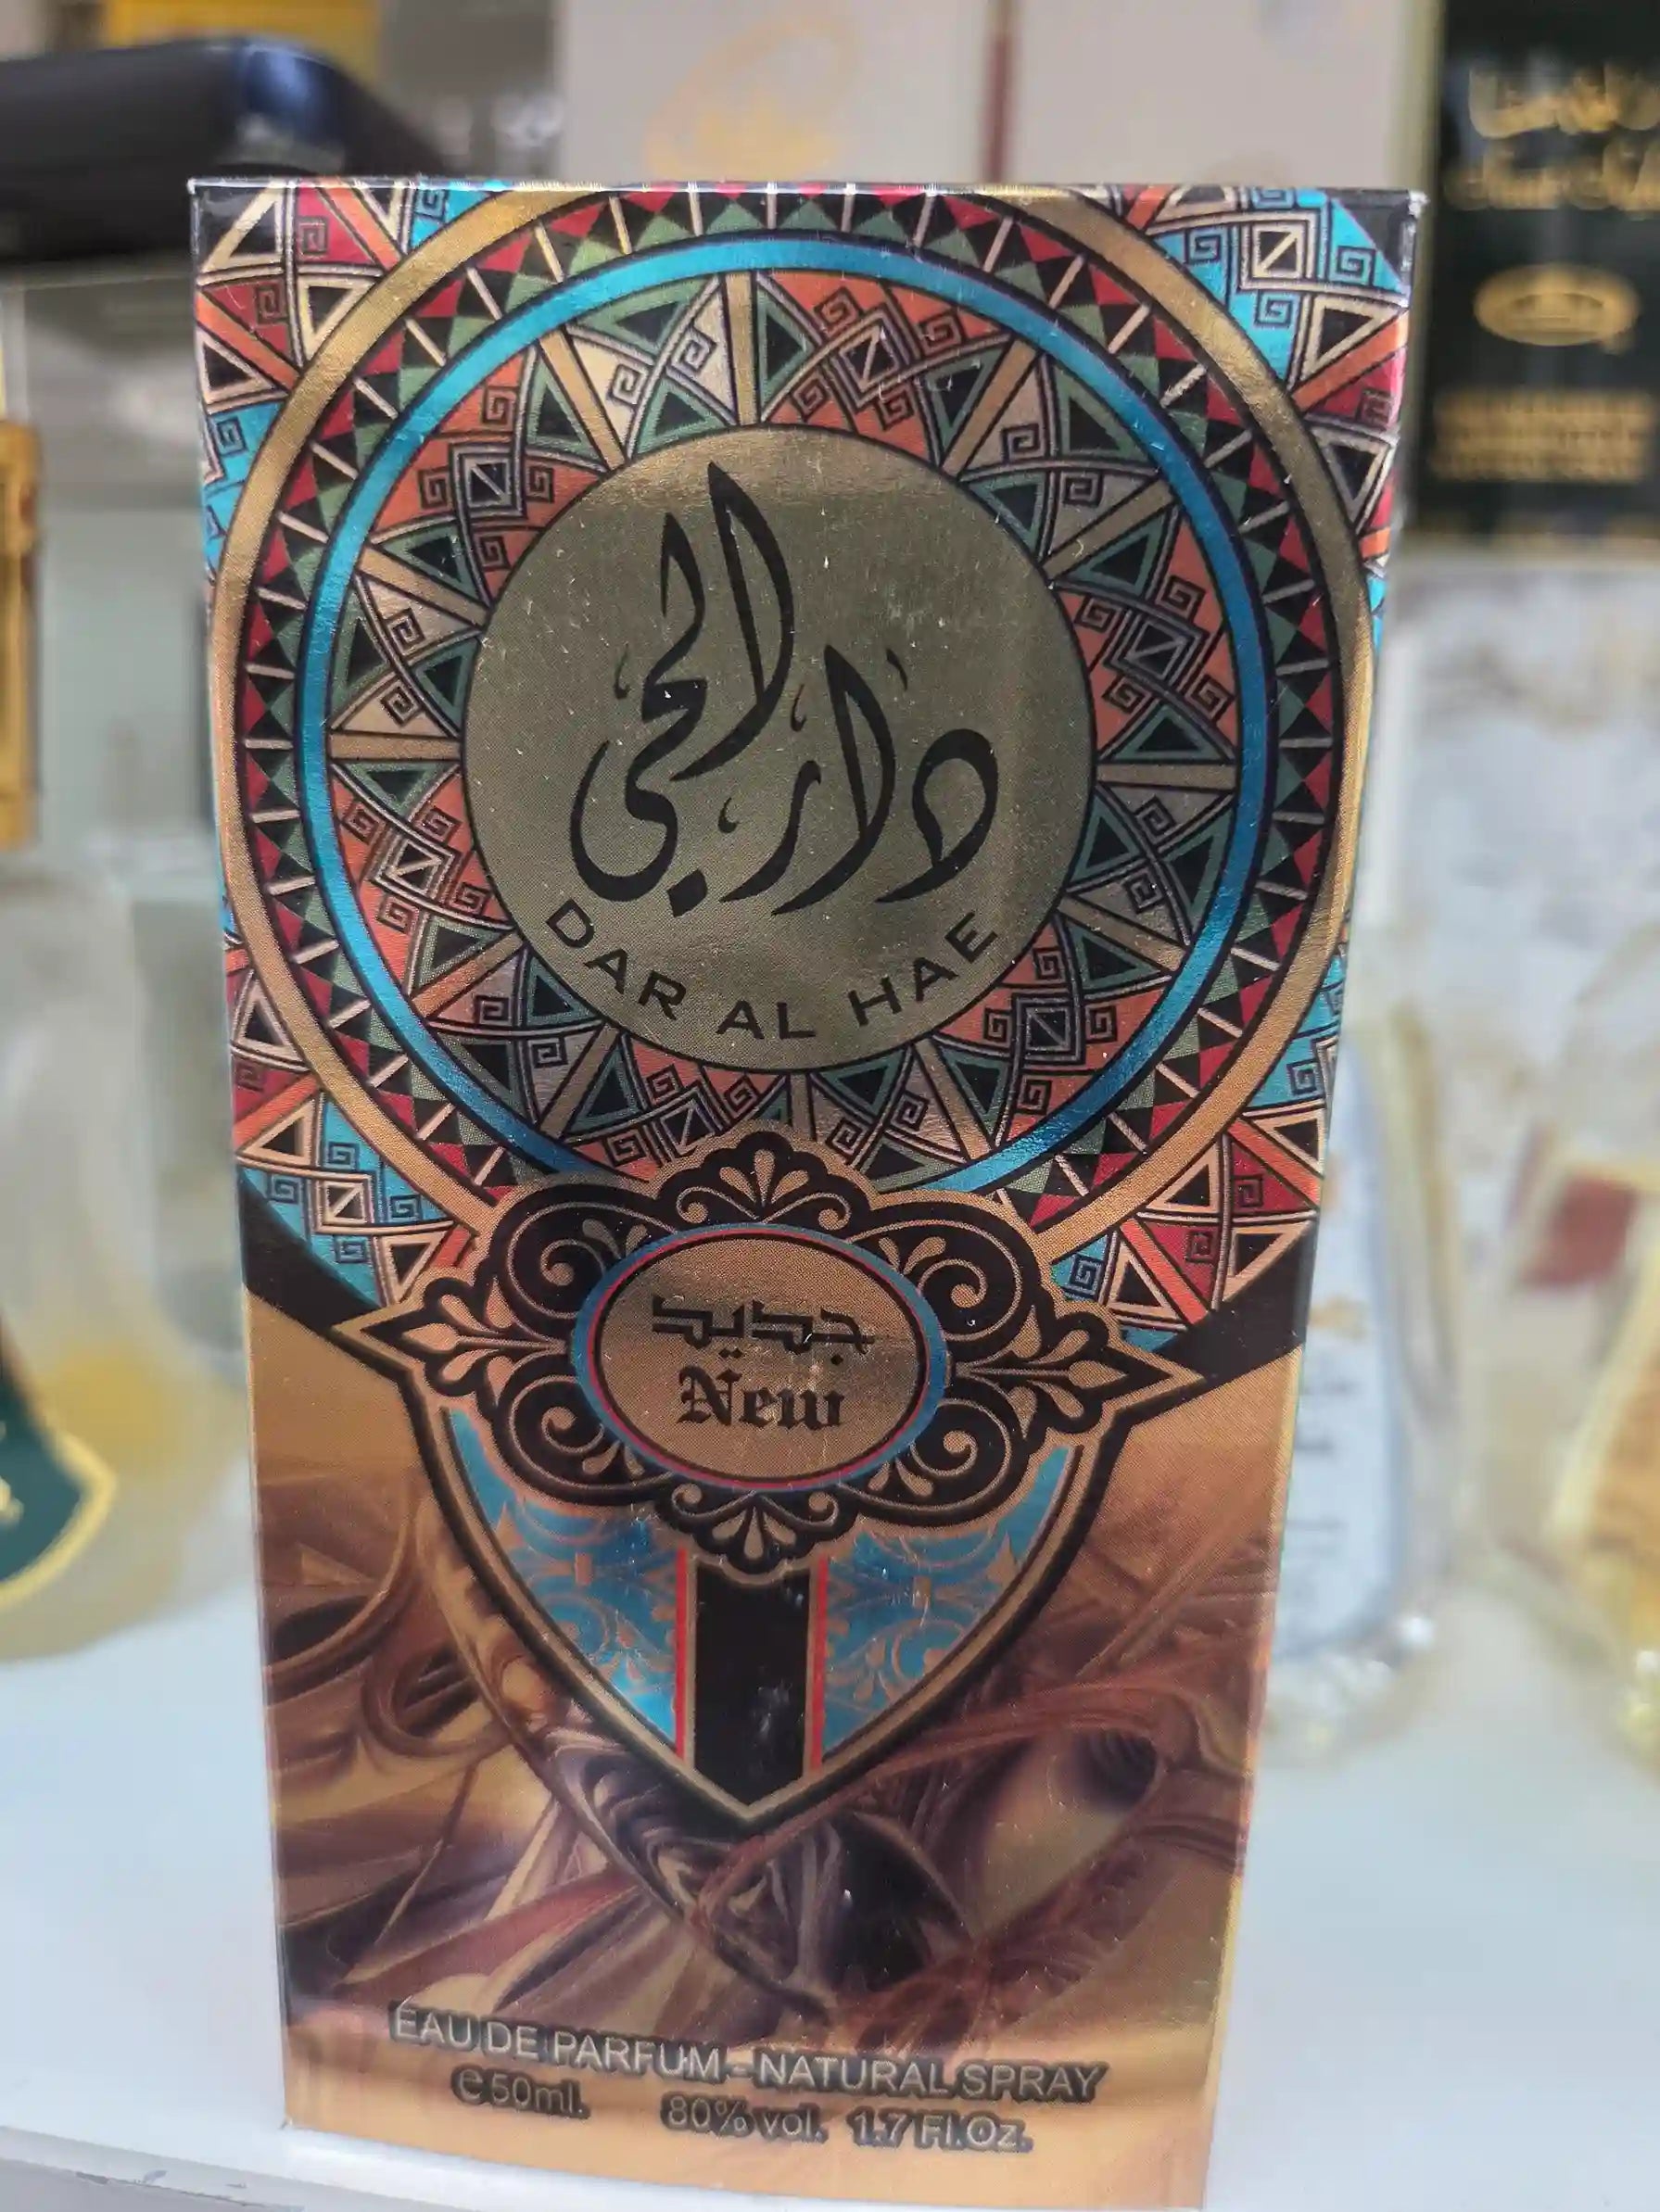 دار الحي
DAR AL HAE
جديد
New
EAU DE PARFUM - NATURAL SPRAY
e 50ml. 80% vol. 1.7 Fl.Oz.